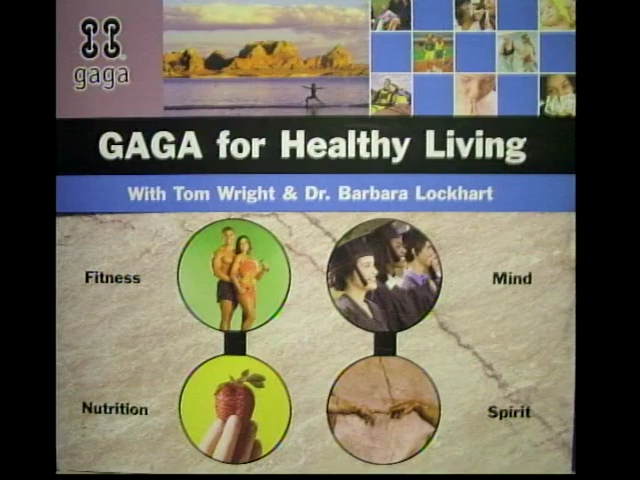 gaga
GAGA for Healthy Living
With Tom Wright & Dr. Barbara Lockhart
Fitness
Mind
Nutrition
Spirit